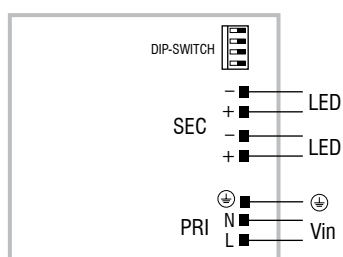 DIP-SWITCH
− LED
+
SEC
− LED
+
PRI
N Vin
L